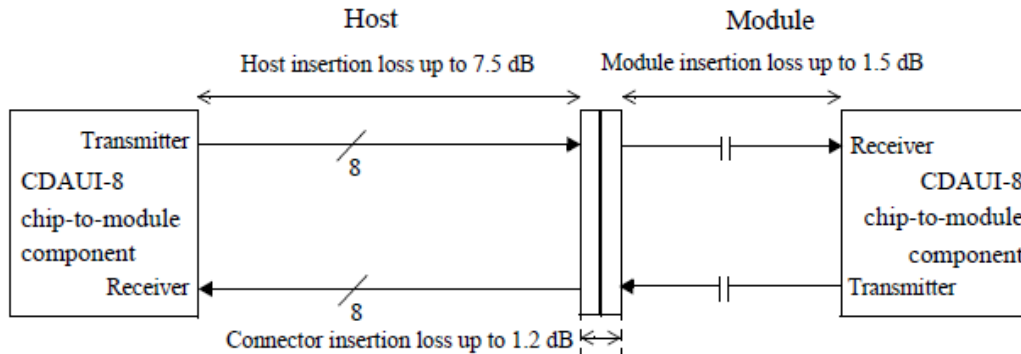 Host
Module
Host insertion loss up to 7.5 dB
Module insertion loss up to 1.5 dB
Transmitter
8
CDAUI-8
chip-to-module
component
Receiver
8
Receiver
CDAUI-8
chip-to-module
component
Transmitter
Connector insertion loss up to 1.2 dB